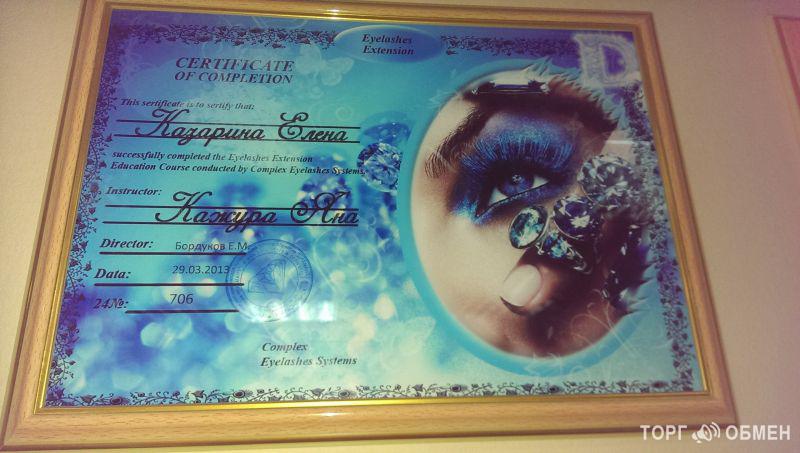 Eyelashes
Extension
CERTIFICATE
OF COMPLETION
This sertificate is to sertify that:
Казарина Елена
successfully completed the Eyelashes Extension
Education Course conducted by Complex Eyelashes Systems.
Instructor:
Кажура Яна
Director: Бордуков Е.М.
Data: 29.03.2013
24№: 706
Complex
Eyelashes Systems
ТОРГ ОБМЕН